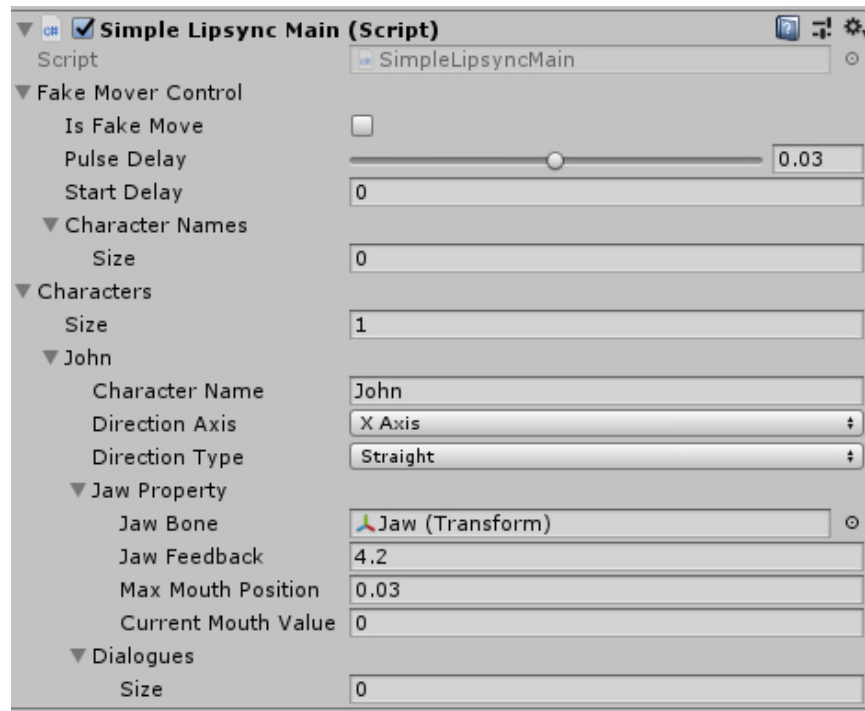 Simple Lipsync Main (Script)
Script SimpleLipsyncMain
Fake Mover Control
Is Fake Move
Pulse Delay 0.03
Start Delay 0
Character Names
Size 0
Characters
Size 1
John
Character Name John
Direction Axis X Axis
Direction Type Straight
Jaw Property
Jaw Bone Jaw (Transform)
Jaw Feedback 4.2
Max Mouth Position 0.03
Current Mouth Value 0
Dialogues
Size 0